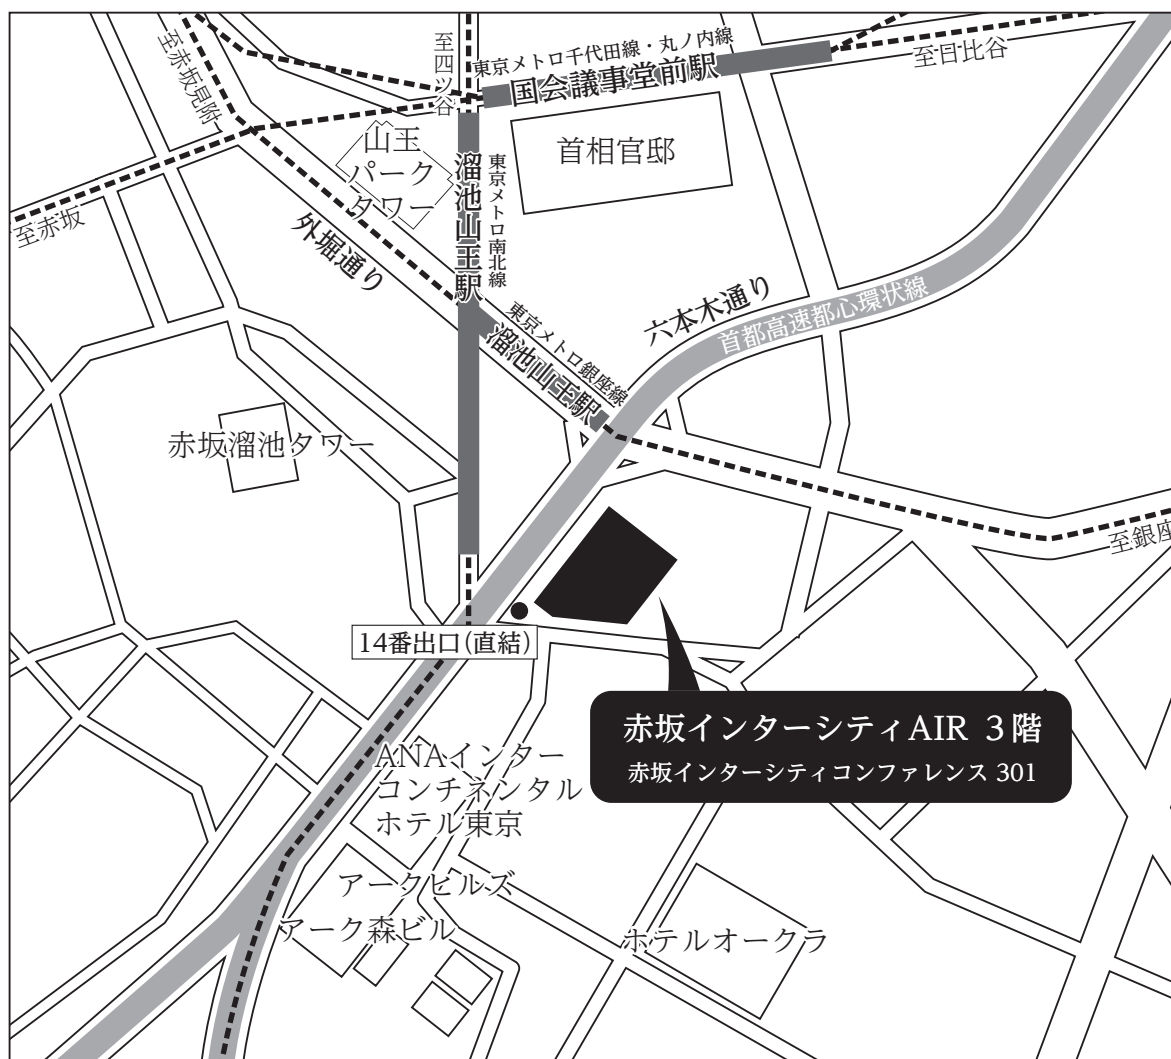 至赤坂見附
至四ツ谷
東京メトロ千代田線・丸ノ内線
国会議事堂前駅
至日比谷
山王
パーク
タワー
首相官邸
溜池山王駅
東京メトロ南北線
至赤坂
外堀通り
六本木通り
首都高速都心環状線
東京メトロ銀座線
溜池山王駅
赤坂溜池タワー
至銀座
14番出口(直結)
赤坂インターシティAIR 3階
赤坂インターシティコンファレンス 301
ANAインター
コンチネンタル
ホテル東京
アークヒルズ
アーク森ビル
ホテルオークラ